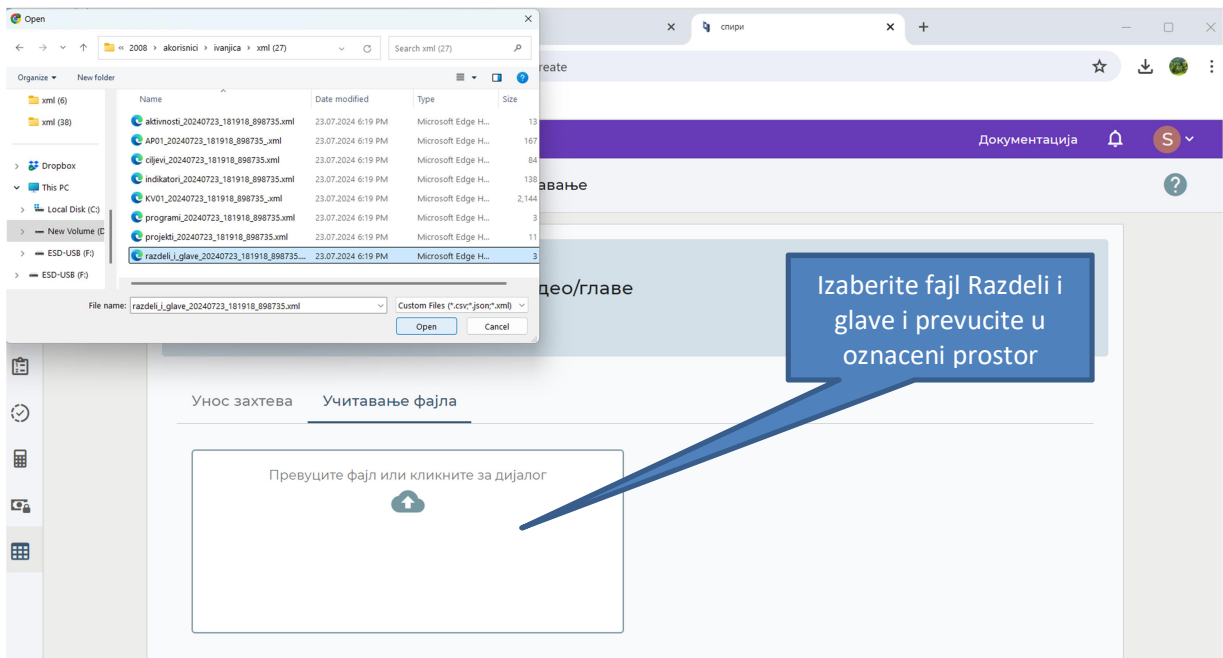 Open
« 2008 › akorisnici › ivanjica › xml (27)
Search xml (27)
Organize
New folder
xml (6)
xml (38)
Dropbox
This PC
Local Disk (C:)
New Volume (D
ESD-USB (F:)
ESD-USB (F:)
Name Date modified Type Size
aktivnosti_20240723_181918_898735.xml 23.07.2024 6:19 PM Microsoft Edge H... 13
AP01_20240723_181918_898735_.xml 23.07.2024 6:19 PM Microsoft Edge H... 167
ciljevi_20240723_181918_898735.xml 23.07.2024 6:19 PM Microsoft Edge H... 84
indikatori_20240723_181918_898735.xml 23.07.2024 6:19 PM Microsoft Edge H... 138
KV01_20240723_181918_898735_.xml 23.07.2024 6:19 PM Microsoft Edge H... 2,144
programi_20240723_181918_898735.xml 23.07.2024 6:19 PM Microsoft Edge H... 3
projekti_20240723_181918_898735.xml 23.07.2024 6:19 PM Microsoft Edge H... 11
razdeli_i_glave_20240723_181918_898735.... 23.07.2024 6:19 PM Microsoft Edge H... 3
File name: razdeli_i_glave_20240723_181918_898735.xml
Custom Files (*.csv;*.json;*.xml)
Open Cancel
спири
reate
Документација
S
авање
?
део/главе
Izaberite fajl Razdeli i
glave i prevucite u
oznaceni prostor
Унос захтева Учитавање фајла
Превуците фајл или кликните за дијалог